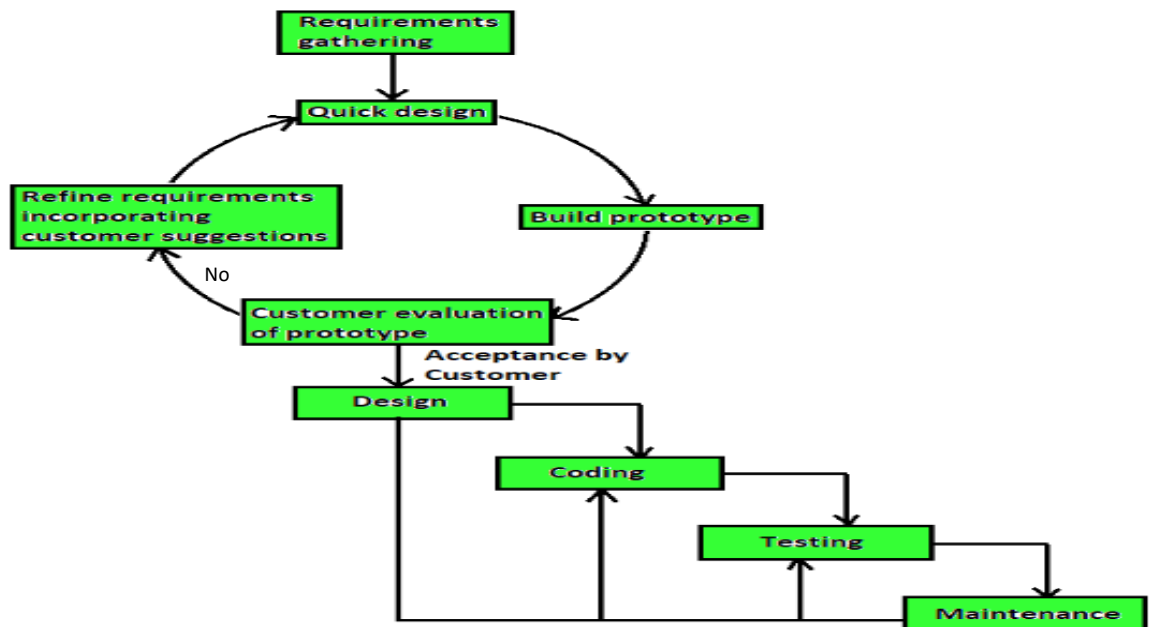 Requirements
gathering
Quick design
Refine requirements
incorporating
customer suggestions
Build prototype
No
Customer evaluation
of prototype
Acceptance by
Customer
Design
Coding
Testing
Maintenance